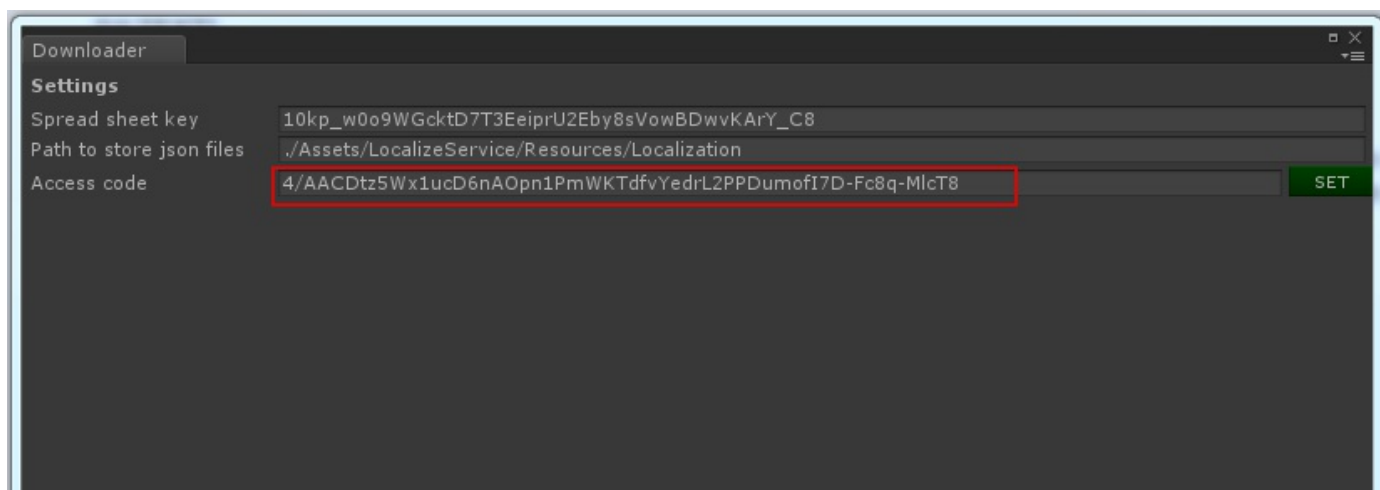 Downloader
Settings
Spread sheet key 10kp_w0o9WGcktD7T3EeiprU2Eby8sVowBDwvKArY_C8
Path to store json files ./Assets/LocalizeService/Resources/Localization
Access code 4/AACDtz5Wx1ucD6nAOpn1PmWKTdfvYedrL2PPDumofI7D-Fc8q-MlcT8 SET